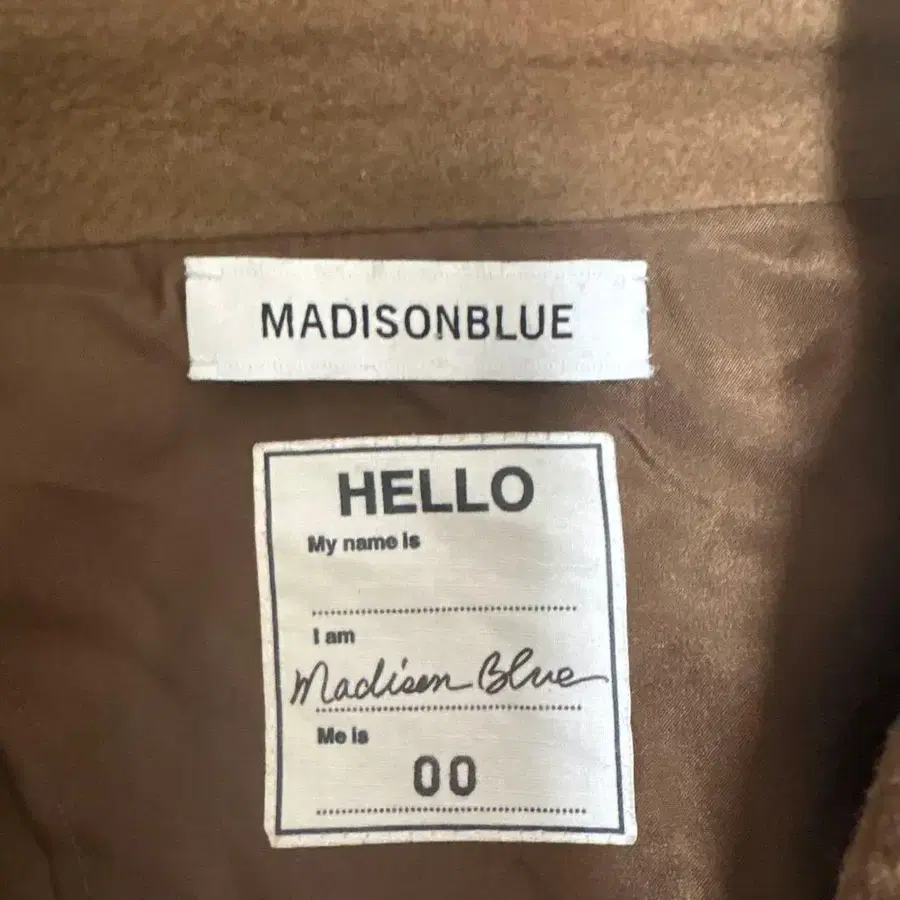 MADISONBLUE
HELLO
My name is
I am
Madison Blue
Me is
00